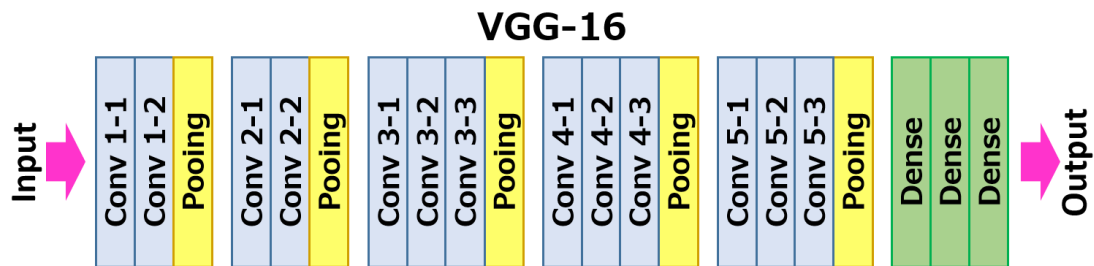 VGG-16
Input
Conv 1-1
Conv 1-2
Pooing
Conv 2-1
Conv 2-2
Pooing
Conv 3-1
Conv 3-2
Conv 3-3
Pooing
Conv 4-1
Conv 4-2
Conv 4-3
Pooing
Conv 5-1
Conv 5-2
Conv 5-3
Pooing
Dense
Dense
Dense
Output